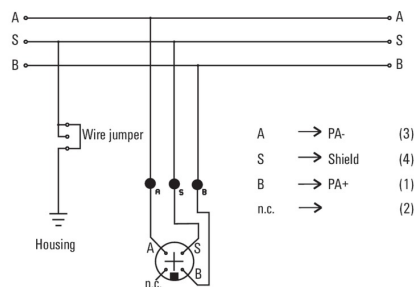 A A
S S
B B
Wire jumper
A → PA- (3)
S → Shield (4)
B → PA+ (1)
n.c. → (2)
A S B
Housing
A S
B
n.c.